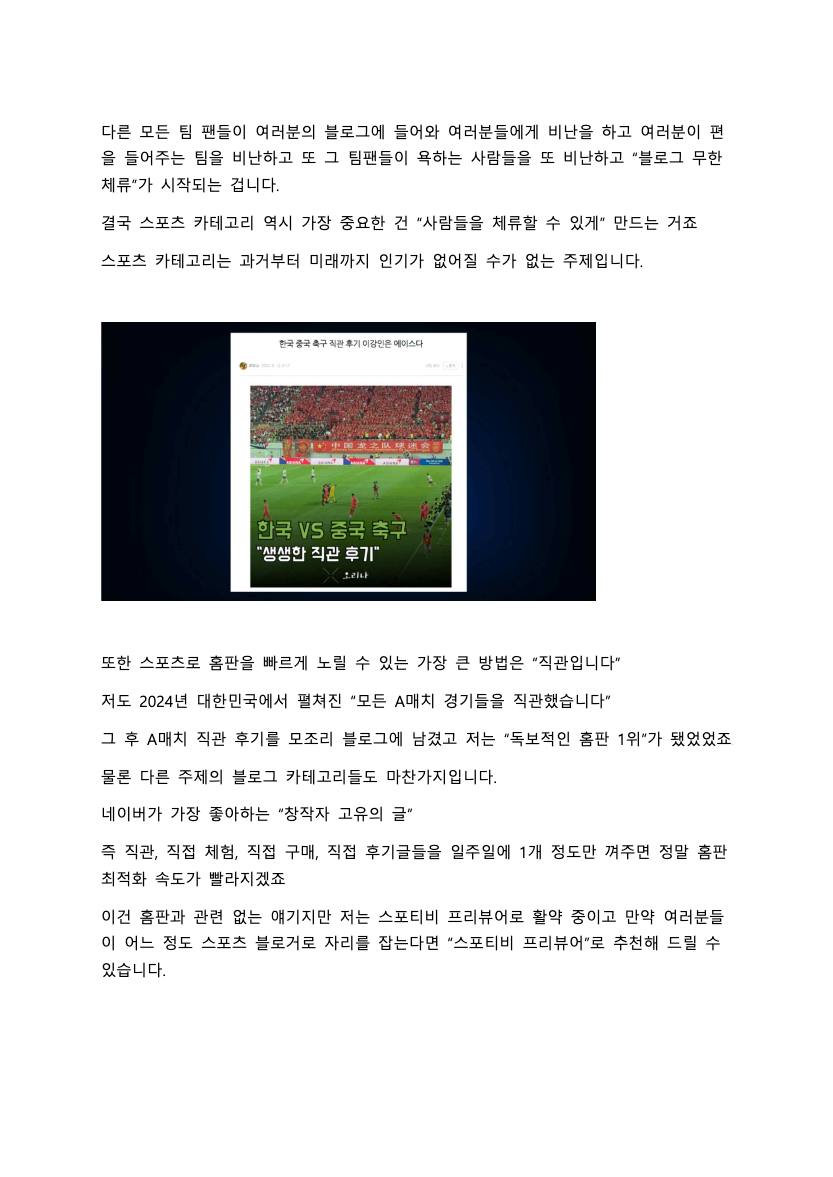 다른 모든 팀 팬들이 여러분의 블로그에 들어와 여러분들에게 비난을 하고 여러분이 편
을 들어주는 팀을 비난하고 또 그 팀팬들이 욕하는 사람들을 또 비난하고 “블로그 무한
체류”가 시작되는 겁니다.
결국 스포츠 카테고리 역시 가장 중요한 건 “사람들을 체류할 수 있게” 만드는 거죠
스포츠 카테고리는 과거부터 미래까지 인기가 없어질 수가 없는 주제입니다.
한국 중국 축구 직관 후기 이강인은 에이스다
中国龙之队球迷会
한국 VS 중국 축구
"생생한 직관 후기"
오리나
또한 스포츠로 홈판을 빠르게 노릴 수 있는 가장 큰 방법은 “직관입니다”
저도 2024년 대한민국에서 펼쳐진 “모든 A매치 경기들을 직관했습니다”
그 후 A매치 직관 후기를 모조리 블로그에 남겼고 저는 “독보적인 홈판 1위”가 됐었었죠
물론 다른 주제의 블로그 카테고리들도 마찬가지입니다.
네이버가 가장 좋아하는 “창작자 고유의 글”
즉 직관, 직접 체험, 직접 구매, 직접 후기글들을 일주일에 1개 정도만 껴주면 정말 홈판
최적화 속도가 빨라지겠죠
이건 홈판과 관련 없는 얘기지만 저는 스포티비 프리뷰어로 활약 중이고 만약 여러분들
이 어느 정도 스포츠 블로거로 자리를 잡는다면 “스포티비 프리뷰어”로 추천해 드릴 수
있습니다.